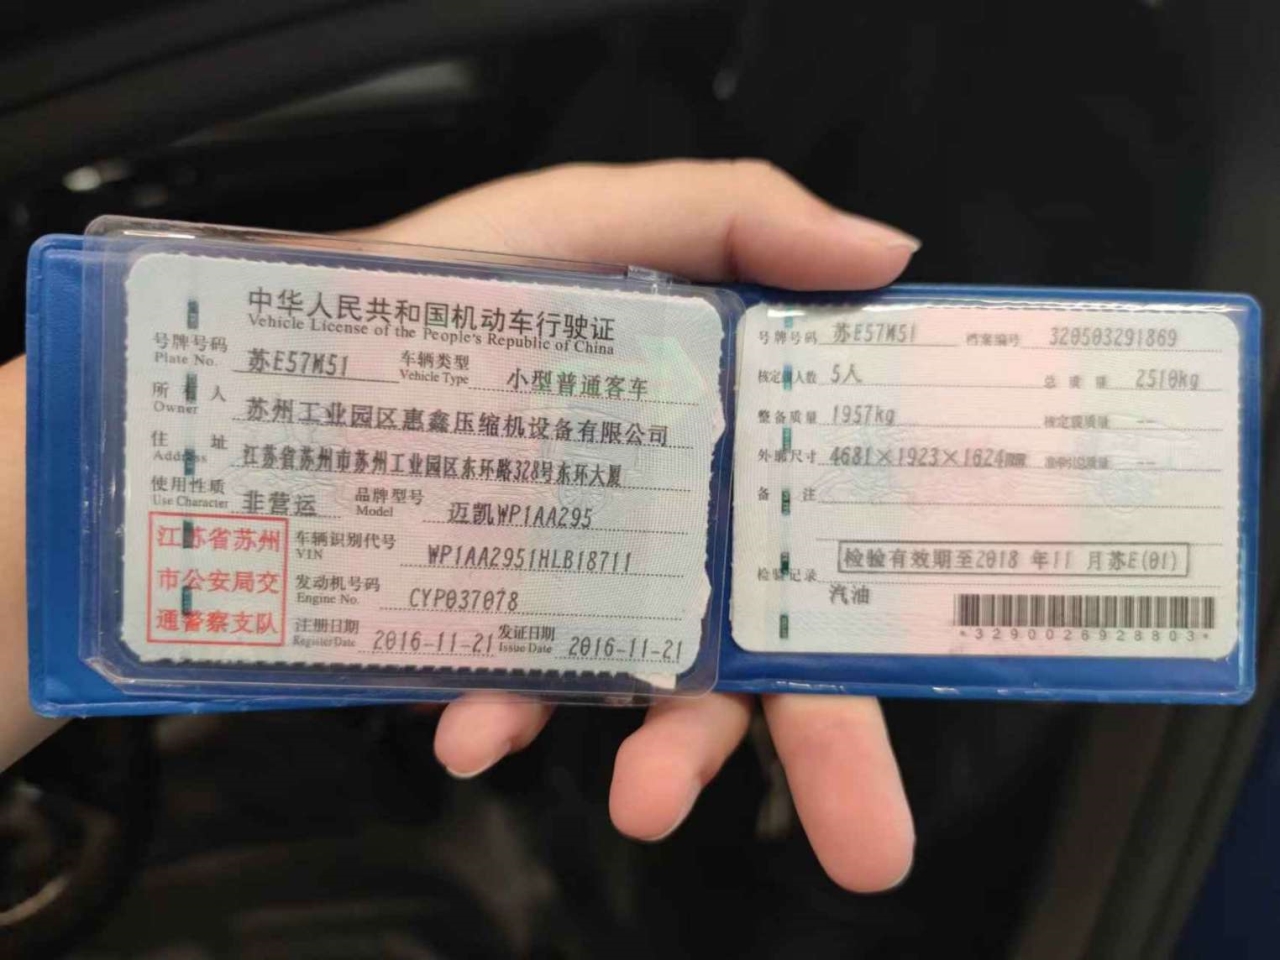 中华人民共和国机动车行驶证
Vehicle License of the People's Republic of China
号牌号码 苏E57M51 车辆类型 小型普通客车
Plate No. Vehicle Type
所有人 苏州工业园区惠鑫压缩机设备有限公司
Owner
住址 江苏省苏州市苏州工业园区东环路328号东环大厦
Address
使用性质 非营运 品牌型号 迈凯WP1AA295
Use Character Model
江苏省苏州
市公安局交
通警察支队
车辆识别代号 WP1AA2951HLB18711
VIN
发动机号码 CYP037078
Engine No.
注册日期 2016-11-21 发证日期 2016-11-21
Register Date Issue Date
号牌号码 苏E57M51 档案编号 320503291869
核定载人数 5人 总质量 2510kg
整备质量 1957kg 核定载质量 --
外廓尺寸 4681×1923×1624mm 准牵引总质量 --
备注
检验有效期至2018 年11 月苏E(01)
检验记录
汽油
*3290026928803*